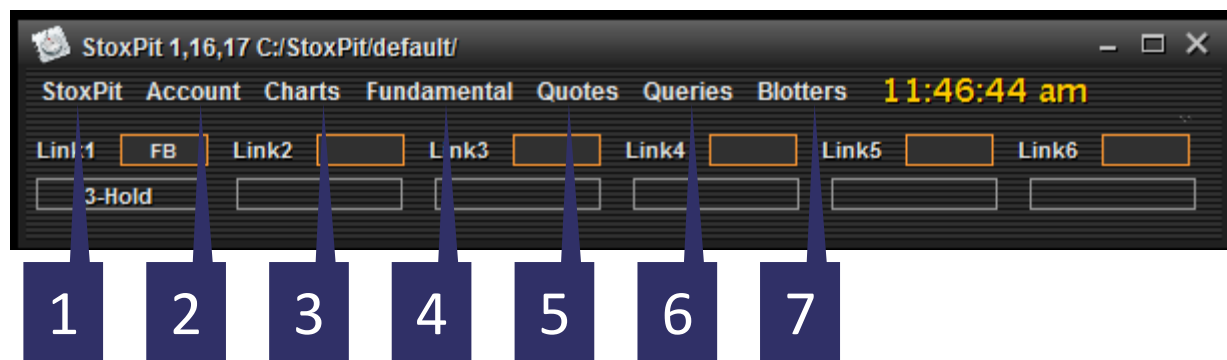 StoxPit 1,16,17 C:/StoxPit/default/
StoxPit Account Charts Fundamental Quotes Queries Blotters 11:46:44 am
Link1 FB Link2 Link3 Link4 Link5 Link6
3-Hold
1 2 3 4 5 6 7